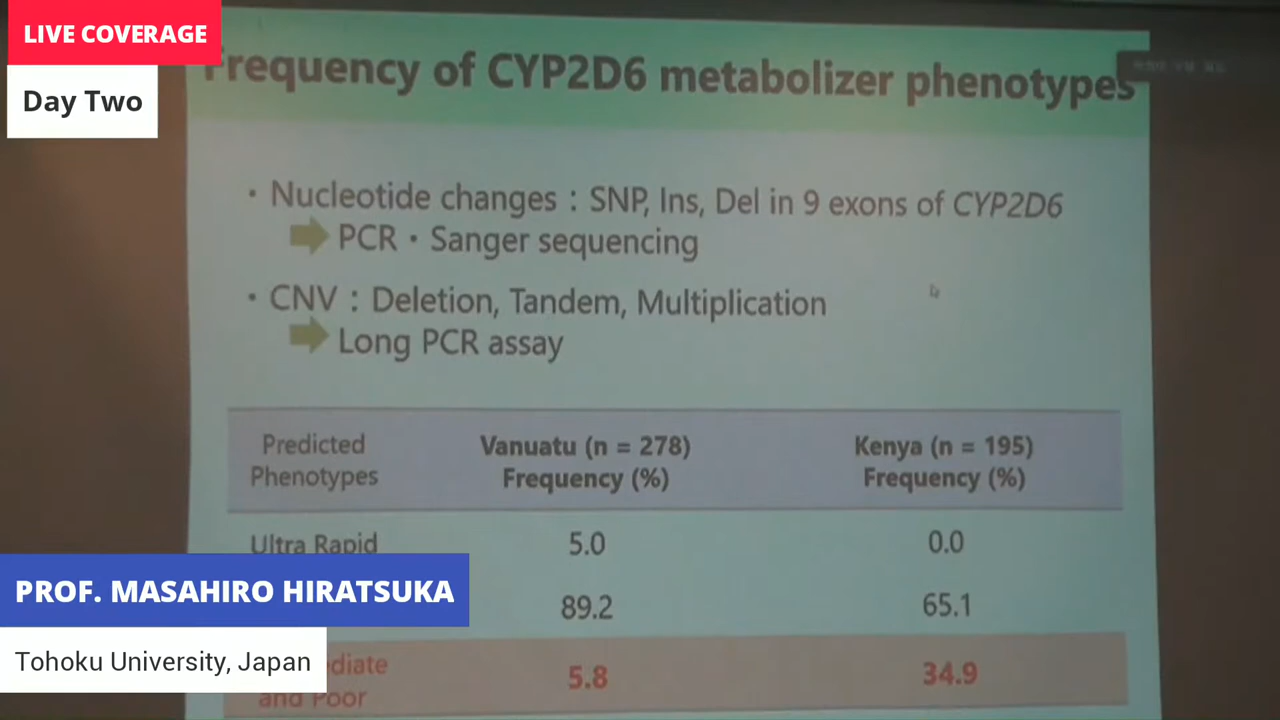 LIVE COVERAGE
Day Two
Frequency of CYP2D6 metabolizer phenotypes
・Nucleotide changes : SNP, Ins, Del in 9 exons of CYP2D6
PCR・Sanger sequencing
・CNV : Deletion, Tandem, Multiplication
Long PCR assay
Predicted Phenotypes
Vanuatu (n = 278)
Frequency (%)
Kenya (n = 195)
Frequency (%)
Ultra Rapid
5.0
0.0
PROF. MASAHIRO HIRATSUKA
89.2
65.1
Tohoku University, Japan
diate
and Poor
5.8
34.9